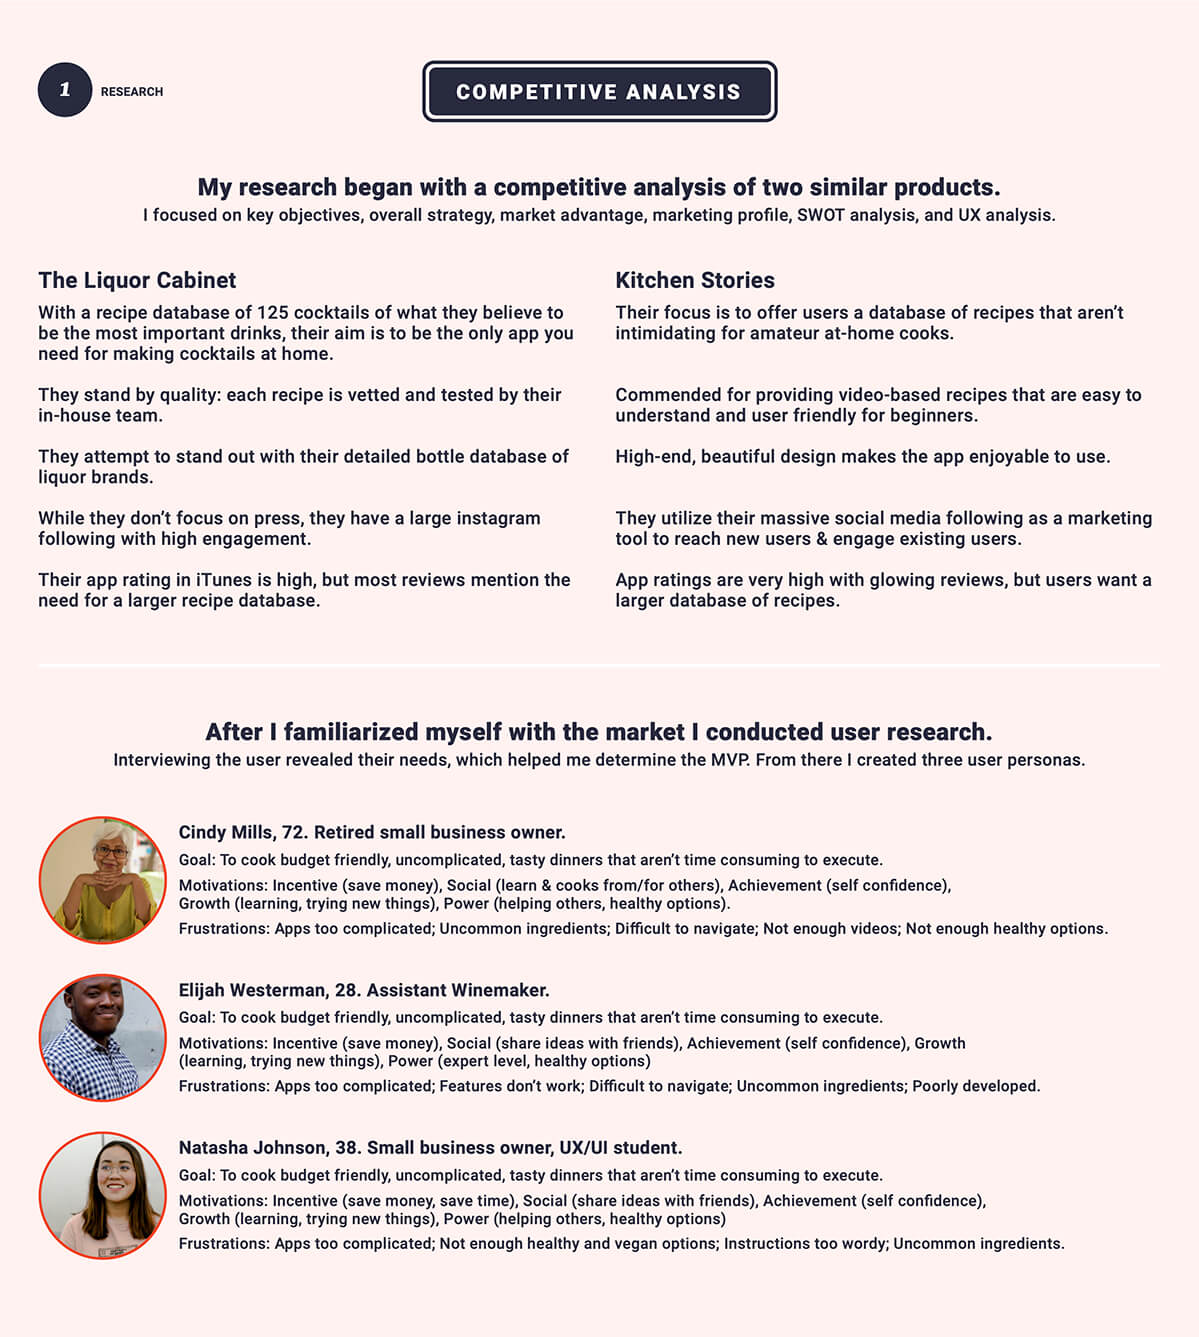 1
RESEARCH
COMPETITIVE ANALYSIS
My research began with a competitive analysis of two similar products.
I focused on key objectives, overall strategy, market advantage, marketing profile, SWOT analysis, and UX analysis.
The Liquor Cabinet
With a recipe database of 125 cocktails of what they believe to
be the most important drinks, their aim is to be the only app you
need for making cocktails at home.
They stand by quality: each recipe is vetted and tested by their
in-house team.
They attempt to stand out with their detailed bottle database of
liquor brands.
While they don’t focus on press, they have a large instagram
following with high engagement.
Their app rating in iTunes is high, but most reviews mention the
need for a larger recipe database.
Kitchen Stories
Their focus is to offer users a database of recipes that aren’t
intimidating for amateur at-home cooks.
Commended for providing video-based recipes that are easy to
understand and user friendly for beginners.
High-end, beautiful design makes the app enjoyable to use.
They utilize their massive social media following as a marketing
tool to reach new users & engage existing users.
App ratings are very high with glowing reviews, but users want a
larger database of recipes.
After I familiarized myself with the market I conducted user research.
Interviewing the user revealed their needs, which helped me determine the MVP. From there I created three user personas.
Cindy Mills, 72. Retired small business owner.
Goal: To cook budget friendly, uncomplicated, tasty dinners that aren’t time consuming to execute.
Motivations: Incentive (save money), Social (learn & cooks from/for others), Achievement (self confidence),
Growth (learning, trying new things), Power (helping others, healthy options).
Frustrations: Apps too complicated; Uncommon ingredients; Difficult to navigate; Not enough videos; Not enough healthy options.
Elijah Westerman, 28. Assistant Winemaker.
Goal: To cook budget friendly, uncomplicated, tasty dinners that aren’t time consuming to execute.
Motivations: Incentive (save money), Social (share ideas with friends), Achievement (self confidence), Growth
(learning, trying new things), Power (expert level, healthy options)
Frustrations: Apps too complicated; Features don’t work; Difficult to navigate; Uncommon ingredients; Poorly developed.
Natasha Johnson, 38. Small business owner, UX/UI student.
Goal: To cook budget friendly, uncomplicated, tasty dinners that aren’t time consuming to execute.
Motivations: Incentive (save money, save time), Social (share ideas with friends), Achievement (self confidence),
Growth (learning, trying new things), Power (helping others, healthy options)
Frustrations: Apps too complicated; Not enough healthy and vegan options; Instructions too wordy; Uncommon ingredients.